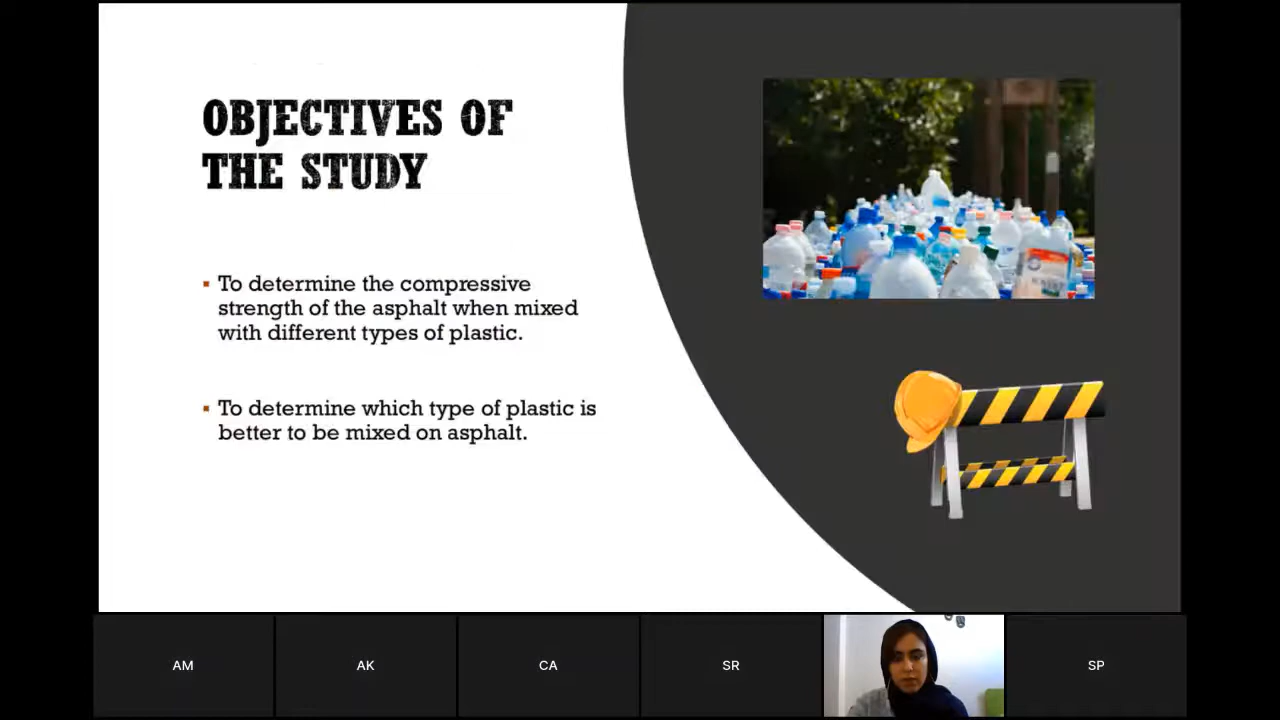 OBJECTIVES OF
THE STUDY
▪ To determine the compressive
strength of the asphalt when mixed
with different types of plastic.
▪ To determine which type of plastic is
better to be mixed on asphalt.
AM
AK
CA
SR
SP